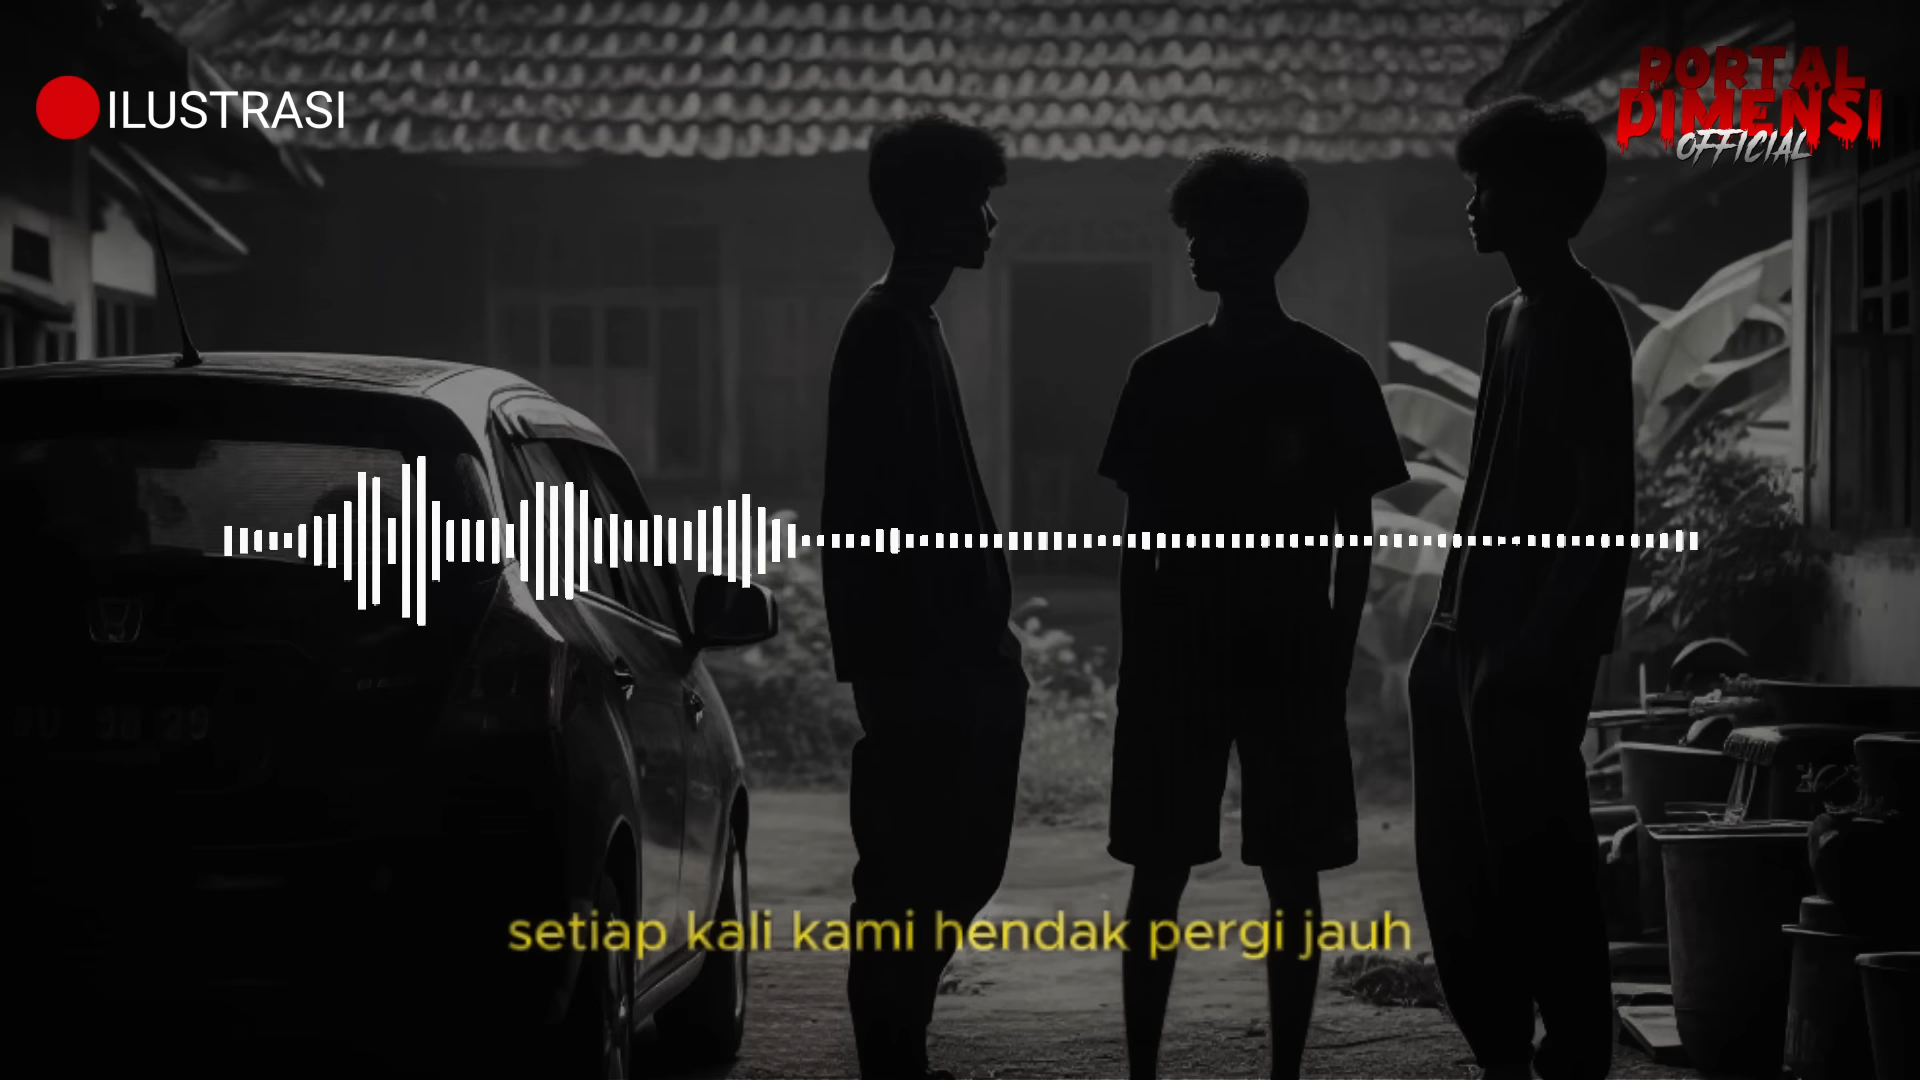 ILUSTRASI
PORTAL
DIMENSI
OFFICIAL
setiap kali kami hendak pergi jauh